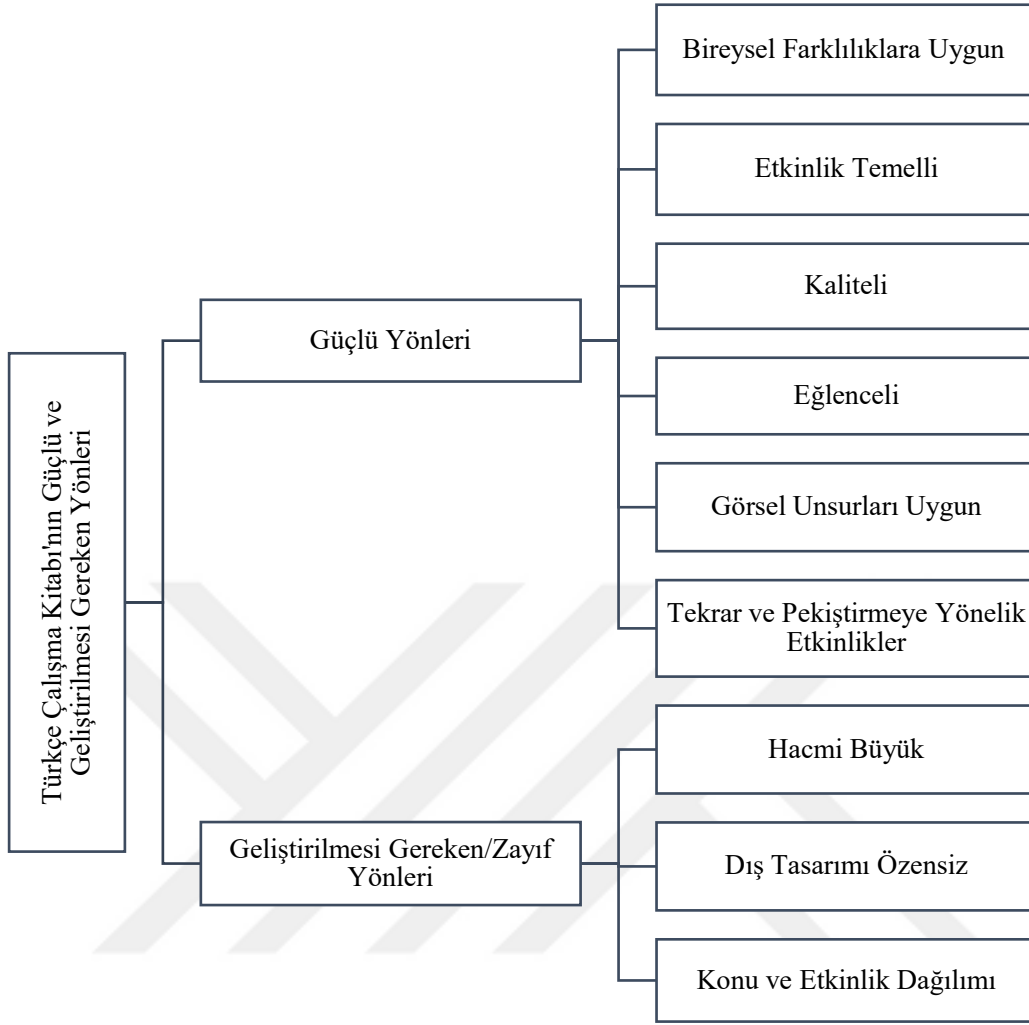 Türkçe Çalışma Kitabı'nın Güçlü ve
Geliştirilmesi Gereken Yönleri
Güçlü Yönleri
Bireysel Farklılıklara Uygun
Etkinlik Temelli
Kaliteli
Eğlenceli
Görsel Unsurları Uygun
Tekrar ve Pekiştirmeye Yönelik
Etkinlikler
Geliştirilmesi Gereken/Zayıf
Yönleri
Hacmi Büyük
Dış Tasarımı Özensiz
Konu ve Etkinlik Dağılımı